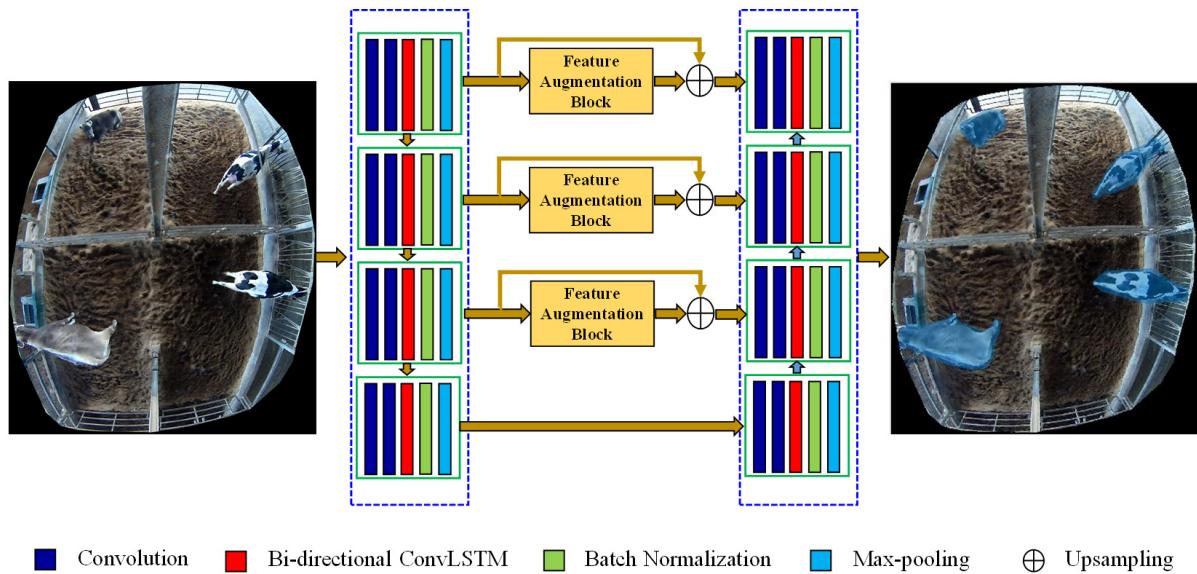 Feature
Augmentation
Block
Feature
Augmentation
Block
Feature
Augmentation
Block
Convolution
Bi-directional ConvLSTM
Batch Normalization
Max-pooling
Upsampling